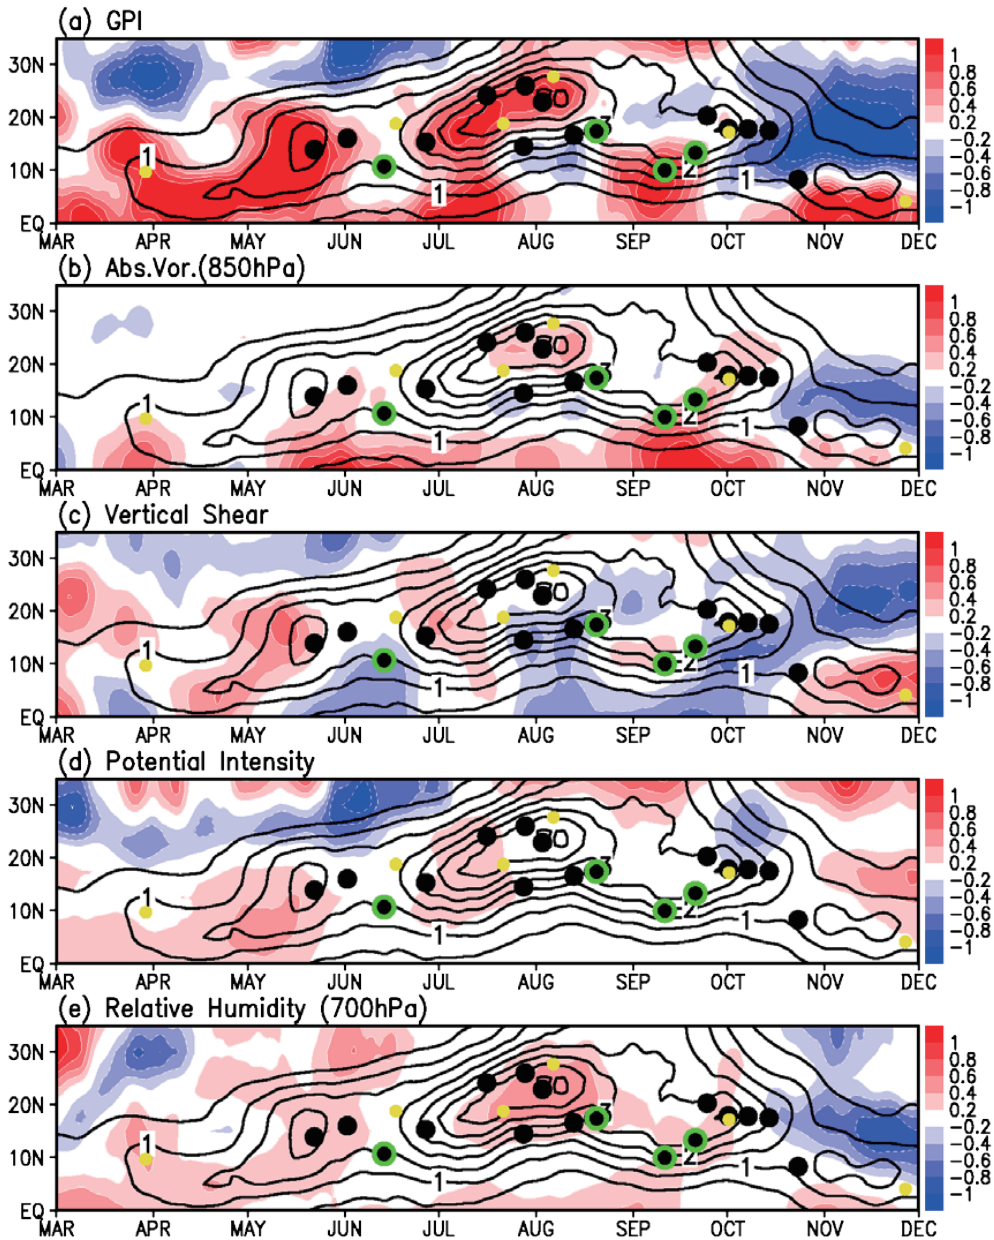 (a) GPI
30N
20N
10N
EQ
MAR APR MAY JUN JUL AUG SEP OCT NOV DEC
1 1 3 2 1
1
0.8
0.6
0.4
0.2
−0.2
−0.4
−0.6
−0.8
−1
(b) Abs.Vor.(850hPa)
30N
20N
10N
EQ
MAR APR MAY JUN JUL AUG SEP OCT NOV DEC
1 1 3 2 1
1
0.8
0.6
0.4
0.2
−0.2
−0.4
−0.6
−0.8
−1
(c) Vertical Shear
30N
20N
10N
EQ
MAR APR MAY JUN JUL AUG SEP OCT NOV DEC
1 1 3 2 1
1
0.8
0.6
0.4
0.2
−0.2
−0.4
−0.6
−0.8
−1
(d) Potential Intensity
30N
20N
10N
EQ
MAR APR MAY JUN JUL AUG SEP OCT NOV DEC
1 1 3 2 1
1
0.8
0.6
0.4
0.2
−0.2
−0.4
−0.6
−0.8
−1
(e) Relative Humidity (700hPa)
30N
20N
10N
EQ
MAR APR MAY JUN JUL AUG SEP OCT NOV DEC
1 1 3 2 1
1
0.8
0.6
0.4
0.2
−0.2
−0.4
−0.6
−0.8
−1